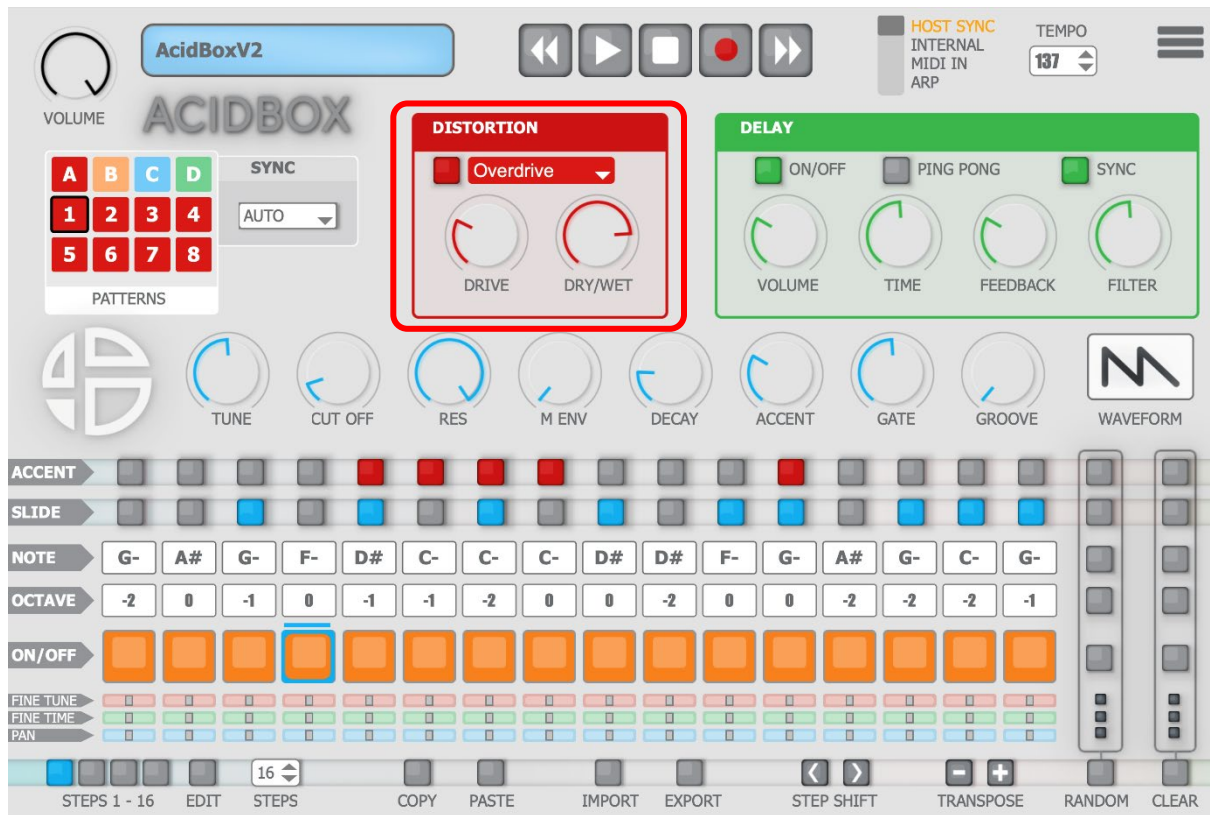 AcidBoxV2
HOST SYNC
INTERNAL
MIDI IN
ARP
TEMPO
137
VOLUME
ACIDBOX
A B C D
1 2 3 4
5 6 7 8
PATTERNS
SYNC
AUTO
DISTORTION
Overdrive
DRIVE DRY/WET
DELAY
ON/OFF PING PONG SYNC
VOLUME TIME FEEDBACK FILTER
TUNE CUT OFF RES M ENV DECAY ACCENT GATE GROOVE WAVEFORM
ACCENT
SLIDE
NOTE G- A# G- F- D# C- C- C- D# D# F- G- A# G- C- G-
OCTAVE -2 0 -1 0 -1 -1 -2 0 0 -2 0 0 -2 -2 -2 -1
ON/OFF
FINE TUNE
FINE TIME
PAN
16
STEPS 1 - 16 EDIT STEPS COPY PASTE IMPORT EXPORT STEP SHIFT TRANSPOSE RANDOM CLEAR